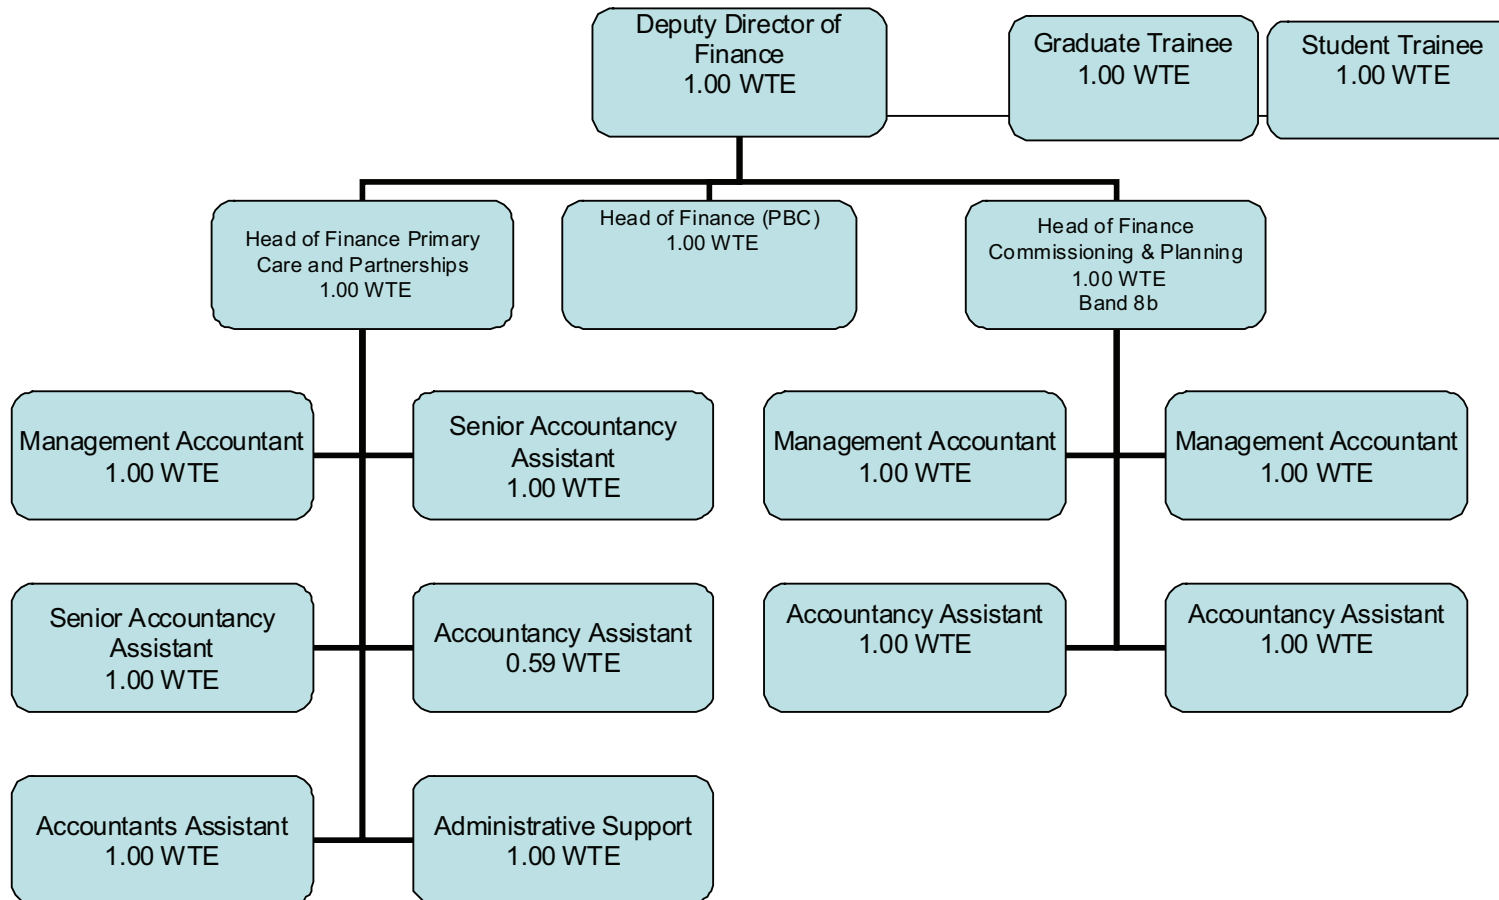 Deputy Director of
Finance
1.00 WTE
Graduate Trainee
1.00 WTE
Student Trainee
1.00 WTE
Head of Finance Primary
Care and Partnerships
1.00 WTE
Head of Finance (PBC)
1.00 WTE
Head of Finance
Commissioning & Planning
1.00 WTE
Band 8b
Management Accountant
1.00 WTE
Senior Accountancy
Assistant
1.00 WTE
Management Accountant
1.00 WTE
Management Accountant
1.00 WTE
Senior Accountancy
Assistant
1.00 WTE
Accountancy Assistant
0.59 WTE
Accountancy Assistant
1.00 WTE
Accountancy Assistant
1.00 WTE
Accountants Assistant
1.00 WTE
Administrative Support
1.00 WTE